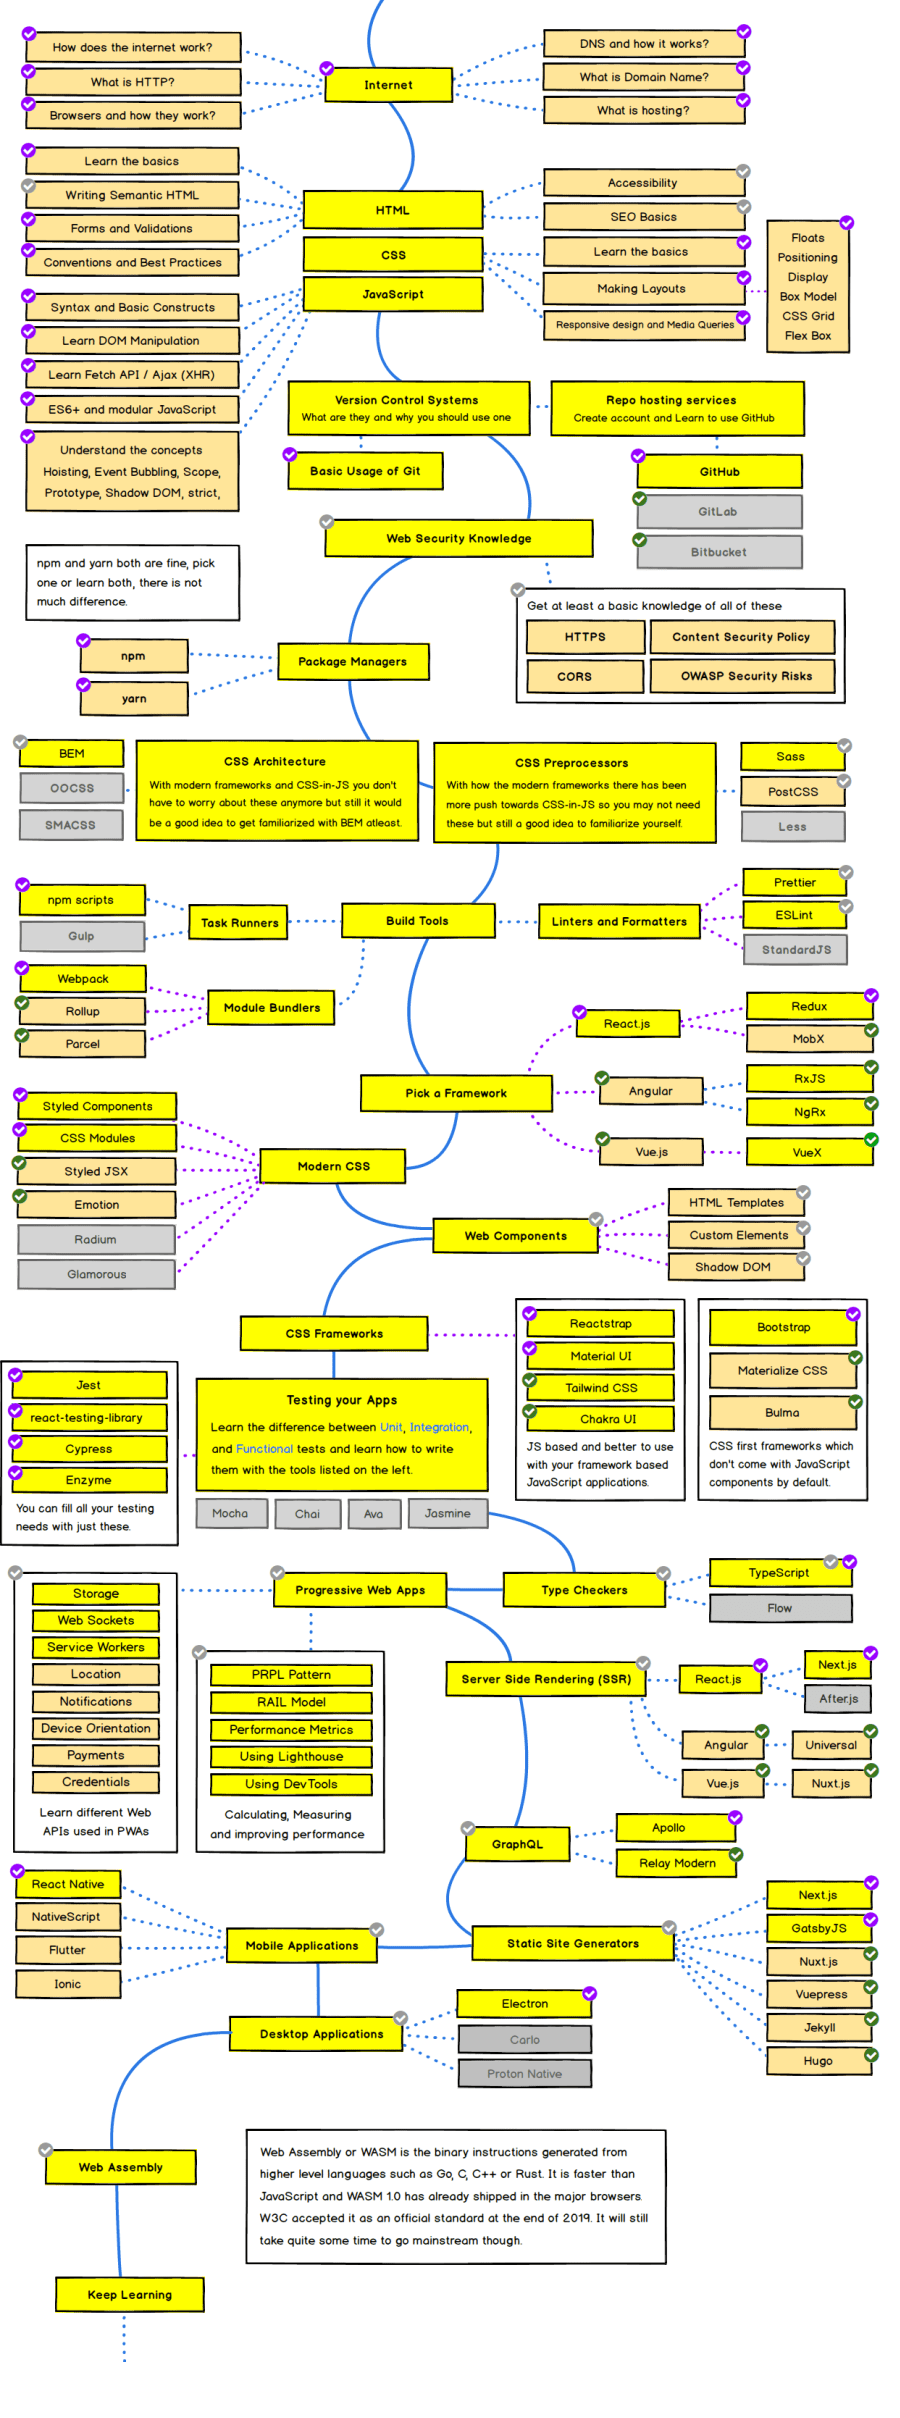 How does the internet work?
What is HTTP?
Browsers and how they work?
Internet
DNS and how it works?
What is Domain Name?
What is hosting?
Learn the basics
Writing Semantic HTML
Forms and Validations
Conventions and Best Practices
HTML
Accessibility
SEO Basics
CSS
Learn the basics
Making Layouts
Responsive design and Media Queries
Floats
Positioning
Display
Box Model
CSS Grid
Flex Box
JavaScript
Syntax and Basic Constructs
Learn DOM Manipulation
Learn Fetch API / Ajax (XHR)
ES6+ and modular JavaScript
Understand the concepts
Hoisting, Event Bubbling, Scope,
Prototype, Shadow DOM, strict,
Version Control Systems
What are they and why you should use one
Repo hosting services
Create account and Learn to use GitHub
Basic Usage of Git
GitHub
GitLab
Bitbucket
Web Security Knowledge
Get at least a basic knowledge of all of these
HTTPS
Content Security Policy
CORS
OWASP Security Risks
npm and yarn both are fine, pick
one or learn both, there is not
much difference.
npm
yarn
Package Managers
BEM
OOCSS
SMACSS
CSS Architecture
With modern frameworks and CSS-in-JS you don't
have to worry about these anymore but still it would
be a good idea to get familiarized with BEM atleast.
CSS Preprocessors
With how the modern frameworks there has been
more push towards CSS-in-JS so you may not need
these but still a good idea to familiarize yourself.
Sass
PostCSS
Less
npm scripts
Gulp
Task Runners
Build Tools
Linters and Formatters
Prettier
ESLint
StandardJS
Webpack
Rollup
Parcel
Module Bundlers
React.js
Redux
MobX
Pick a Framework
Angular
RxJS
NgRx
Vue.js
VueX
Styled Components
CSS Modules
Styled JSX
Emotion
Radium
Glamorous
Modern CSS
Web Components
HTML Templates
Custom Elements
Shadow DOM
CSS Frameworks
Reactstrap
Material UI
Tailwind CSS
Chakra UI
JS based and better to use
with your framework based
JavaScript applications.
Bootstrap
Materialize CSS
Bulma
CSS first frameworks which
don't come with JavaScript
components by default.
Jest
react-testing-library
Cypress
Enzyme
You can fill all your testing
needs with just these.
Testing your Apps
Learn the difference between Unit, Integration,
and Functional tests and learn how to write
them with the tools listed on the left.
Mocha
Chai
Ava
Jasmine
Progressive Web Apps
Type Checkers
TypeScript
Flow
Storage
Web Sockets
Service Workers
Location
Notifications
Device Orientation
Payments
Credentials
Learn different Web
APIs used in PWAs
PRPL Pattern
RAIL Model
Performance Metrics
Using Lighthouse
Using DevTools
Calculating, Measuring
and improving performance
Server Side Rendering (SSR)
React.js
Next.js
After.js
Angular
Universal
Vue.js
Nuxt.js
GraphQL
Apollo
Relay Modern
React Native
NativeScript
Flutter
Ionic
Mobile Applications
Static Site Generators
Next.js
GatsbyJS
Nuxt.js
Vuepress
Jekyll
Hugo
Desktop Applications
Electron
Carlo
Proton Native
Web Assembly
Web Assembly or WASM is the binary instructions generated from
higher level languages such as Go, C, C++ or Rust. It is faster than
JavaScript and WASM 1.0 has already shipped in the major browsers.
W3C accepted it as an official standard at the end of 2019. It will still
take quite some time to go mainstream though.
Keep Learning